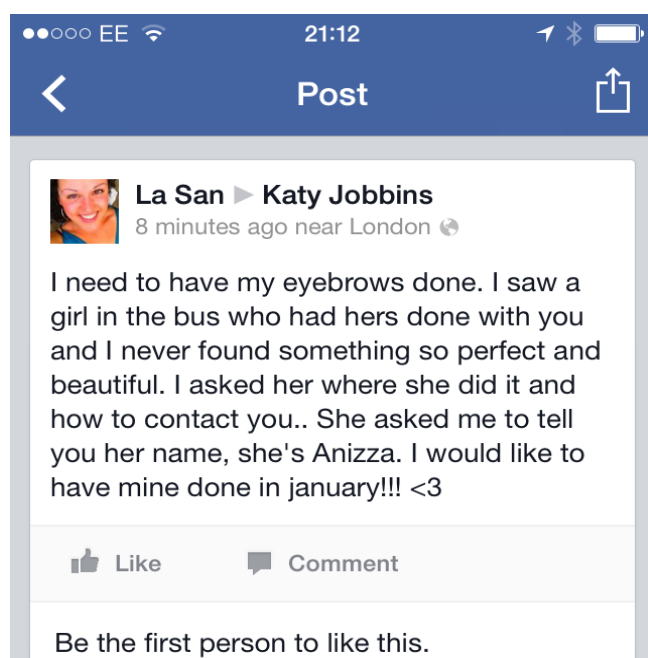 EE 21:12
Post
La San Katy Jobbins
8 minutes ago near London
I need to have my eyebrows done. I saw a
girl in the bus who had hers done with you
and I never found something so perfect and
beautiful. I asked her where she did it and
how to contact you.. She asked me to tell
you her name, she's Anizza. I would like to
have mine done in january!!! <3
Like Comment
Be the first person to like this.